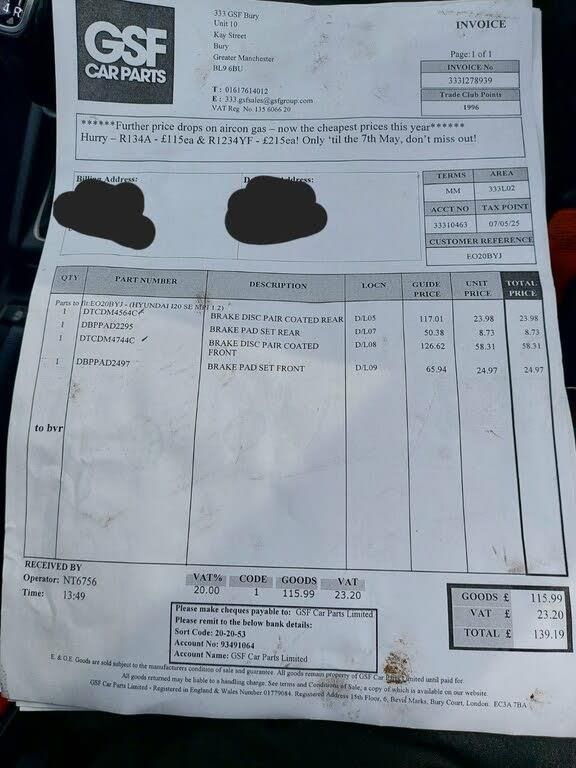 4 R
GSF
CAR PARTS
333 GSF Bury
Unit 10
Kay Street
Bury
Greater Manchester
BL9 6BU
T : 01617614012
E : 333.gsfsales@gsfgroup.com
VAT Reg No. 135 6066 20
INVOICE
Page: 1 of 1
INVOICE No
3331278939
Trade Club Points
1996
******Further price drops on aircon gas – now the cheapest prices this year******
Hurry – R134A - £115ea & R1234YF - £215ea! Only 'til the 7th May, don't miss out!
Billing Address:
Address:
TERMS AREA
MM 333L02
ACCT NO TAX POINT
33310463 07/05/25
CUSTOMER REFERENCE
EO20BYJ
QTY PART NUMBER DESCRIPTION LOCN GUIDE PRICE UNIT PRICE TOTAL PRICE
Parts to fit:EO20BYJ - (HYUNDAI I20 SE MPI 1.2)
1 DTCDM4564C BRAKE DISC PAIR COATED REAR D/L05 117.01 23.98 23.98
1 DBPPAD2295 BRAKE PAD SET REAR D/L07 50.38 8.73 8.73
1 DTCDM4744C BRAKE DISC PAIR COATED D/L08 126.62 58.31 58.31
FRONT
1 DBPPAD2497 BRAKE PAD SET FRONT D/L09 65.94 24.97 24.97
to bvr
RECEIVED BY
Operator: NT6756
Time: 13:49
VAT% CODE GOODS VAT
20.00 1 115.99 23.20
GOODS £ 115.99
VAT £ 23.20
TOTAL £ 139.19
Please make cheques payable to: GSF Car Parts Limited
Please remit to the below bank details:
Sort Code: 20-20-53
Account No: 93491064
Account Name: GSF Car Parts Limited
E. & O.E. Goods are sold subject to the manufacturers condition of sale and guarantee. All goods remain property of GSF Car Parts Limited until paid for.
All goods returned may be liable to a handling charge. See terms and Conditions of Sale, a copy of which is available on our website
GSF Car Parts Limited - Registered in England & Wales Number 01779084. Registered Address 15th Floor, 6, Bevis Marks, Bury Court, London. EC3A 7BA